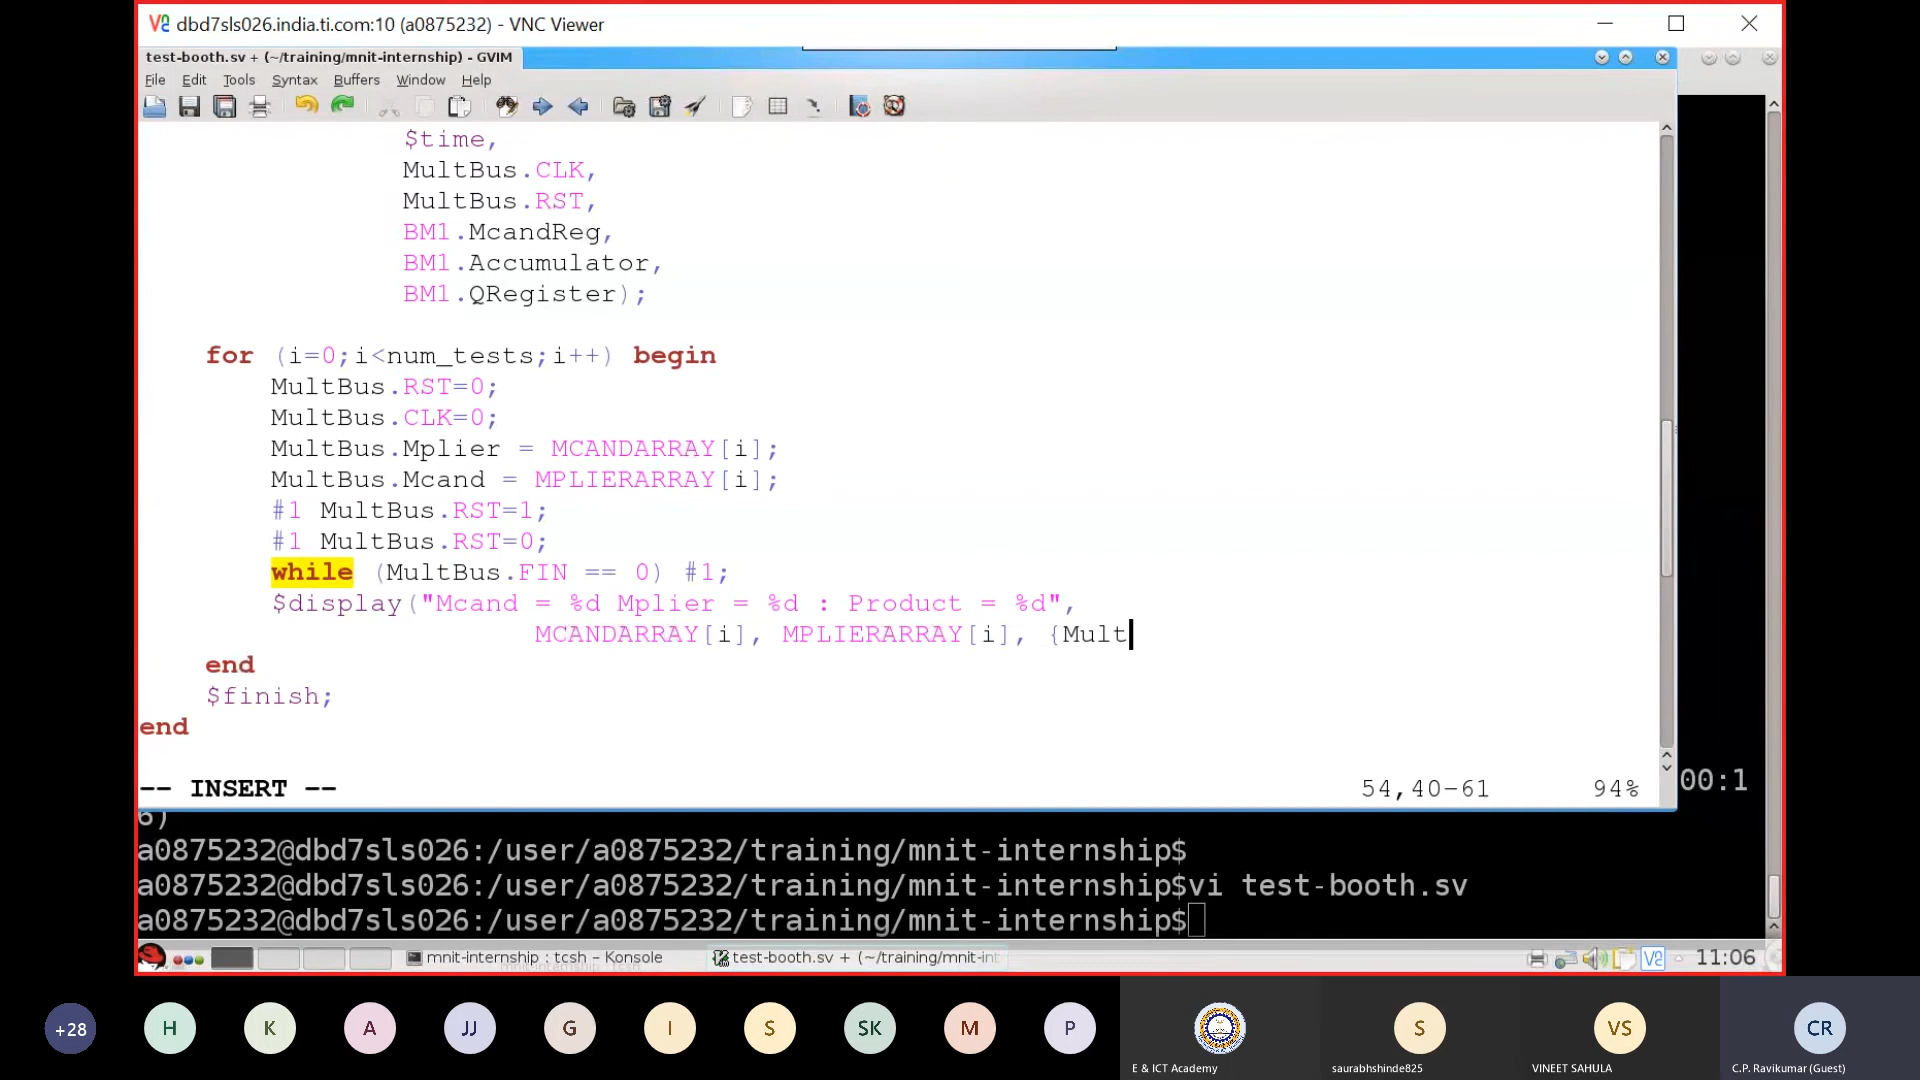 dbd7sls026.india.ti.com:10 (a0875232) - VNC Viewer
test-booth.sv + (~/training/mnit-internship) - GVIM
File Edit Tools Syntax Buffers Window Help
$time,
MultBus.CLK,
MultBus.RST,
BM1.McandReg,
BM1.Accumulator,
BM1.QRegister);
for (i=0;i<num_tests;i++) begin
MultBus.RST=0;
MultBus.CLK=0;
MultBus.Mplier = MCANDARRAY[i];
MultBus.Mcand = MPLIERARRAY[i];
#1 MultBus.RST=1;
#1 MultBus.RST=0;
while (MultBus.FIN == 0) #1;
$display("Mcand = %d Mplier = %d : Product = %d",
MCANDARRAY[i], MPLIERARRAY[i], {Mult
end
$finish;
end
-- INSERT -- 54,40-61 94%
00:1
6)
a0875232@dbd7sls026:/user/a0875232/training/mnit-internship$
a0875232@dbd7sls026:/user/a0875232/training/mnit-internship$vi test-booth.sv
a0875232@dbd7sls026:/user/a0875232/training/mnit-internship$
mnit-internship : tcsh – Konsole test-booth.sv + (~/training/mnit-int 11:06
+28 H K A JJ G I S SK M P S VS CR
E & ICT Academy saurabhshinde825 VINEET SAHULA C.P. Ravikumar (Guest)